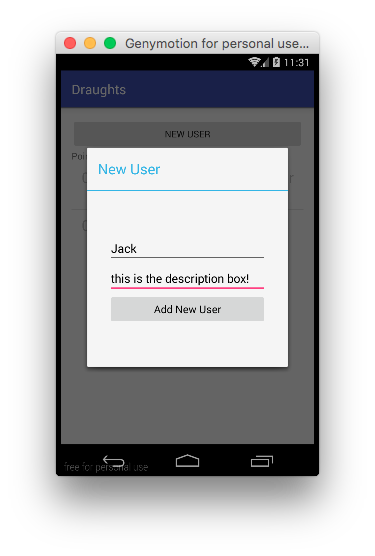 Genymotion for personal use...
11:31
Draughts
NEW USER
Poin
New User
Jack
this is the description box!
Add New User
free for personal use